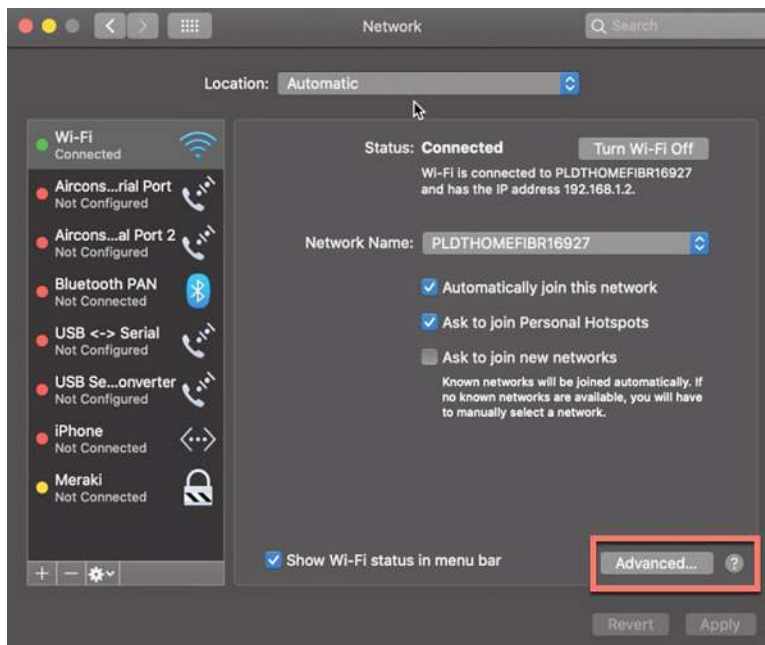 Network
Search
Location: Automatic
Wi-Fi
Connected
Aircons...rial Port
Not Configured
Aircons...al Port 2
Not Configured
Bluetooth PAN
Not Connected
USB <-> Serial
Not Configured
USB Se...onverter
Not Configured
iPhone
Not Connected
Meraki
Not Connected
Status: Connected
Turn Wi-Fi Off
Wi-Fi is connected to PLDTHOMEFIBR16927
and has the IP address 192.168.1.2.
Network Name: PLDTHOMEFIBR16927
Automatically join this network
Ask to join Personal Hotspots
Ask to join new networks
Known networks will be joined automatically. If
no known networks are available, you will have
to manually select a network.
Show Wi-Fi status in menu bar
Advanced... ?
Revert
Apply